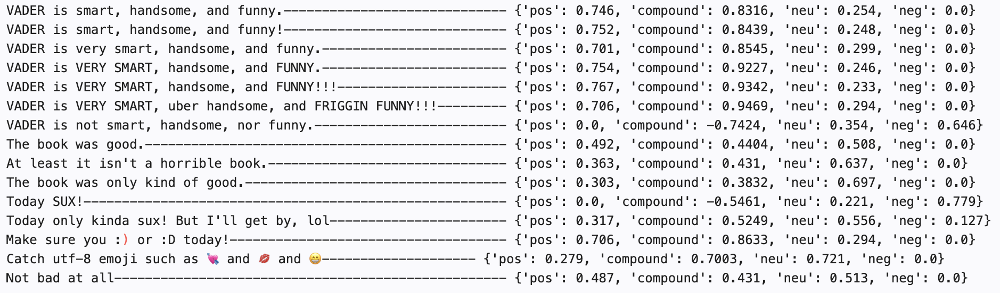 VADER is smart, handsome, and funny.----------------------------- {'pos': 0.746, 'compound': 0.8316, 'neu': 0.254, 'neg': 0.0}
VADER is smart, handsome, and funny!----------------------------- {'pos': 0.752, 'compound': 0.8439, 'neu': 0.248, 'neg': 0.0}
VADER is very smart, handsome, and funny.------------------------ {'pos': 0.701, 'compound': 0.8545, 'neu': 0.299, 'neg': 0.0}
VADER is VERY SMART, handsome, and FUNNY.------------------------ {'pos': 0.754, 'compound': 0.9227, 'neu': 0.246, 'neg': 0.0}
VADER is VERY SMART, handsome, and FUNNY!!!---------------------- {'pos': 0.767, 'compound': 0.9342, 'neu': 0.233, 'neg': 0.0}
VADER is VERY SMART, uber handsome, and FRIGGIN FUNNY!!!--------- {'pos': 0.706, 'compound': 0.9469, 'neu': 0.294, 'neg': 0.0}
VADER is not smart, handsome, nor funny.------------------------- {'pos': 0.0, 'compound': -0.7424, 'neu': 0.354, 'neg': 0.646}
The book was good.----------------------------------------------- {'pos': 0.492, 'compound': 0.4404, 'neu': 0.508, 'neg': 0.0}
At least it isn't a horrible book.------------------------------- {'pos': 0.363, 'compound': 0.431, 'neu': 0.637, 'neg': 0.0}
The book was only kind of good.---------------------------------- {'pos': 0.303, 'compound': 0.3832, 'neu': 0.697, 'neg': 0.0}
Today SUX!------------------------------------------------------- {'pos': 0.0, 'compound': -0.5461, 'neu': 0.221, 'neg': 0.779}
Today only kinda sux! But I'll get by, lol----------------------- {'pos': 0.317, 'compound': 0.5249, 'neu': 0.556, 'neg': 0.127}
Make sure you :) or :D today!------------------------------------ {'pos': 0.706, 'compound': 0.8633, 'neu': 0.294, 'neg': 0.0}
Catch utf-8 emoji such as 💘 and 💋 and 😁-------------------- {'pos': 0.279, 'compound': 0.7003, 'neu': 0.721, 'neg': 0.0}
Not bad at all--------------------------------------------------- {'pos': 0.487, 'compound': 0.431, 'neu': 0.513, 'neg': 0.0}